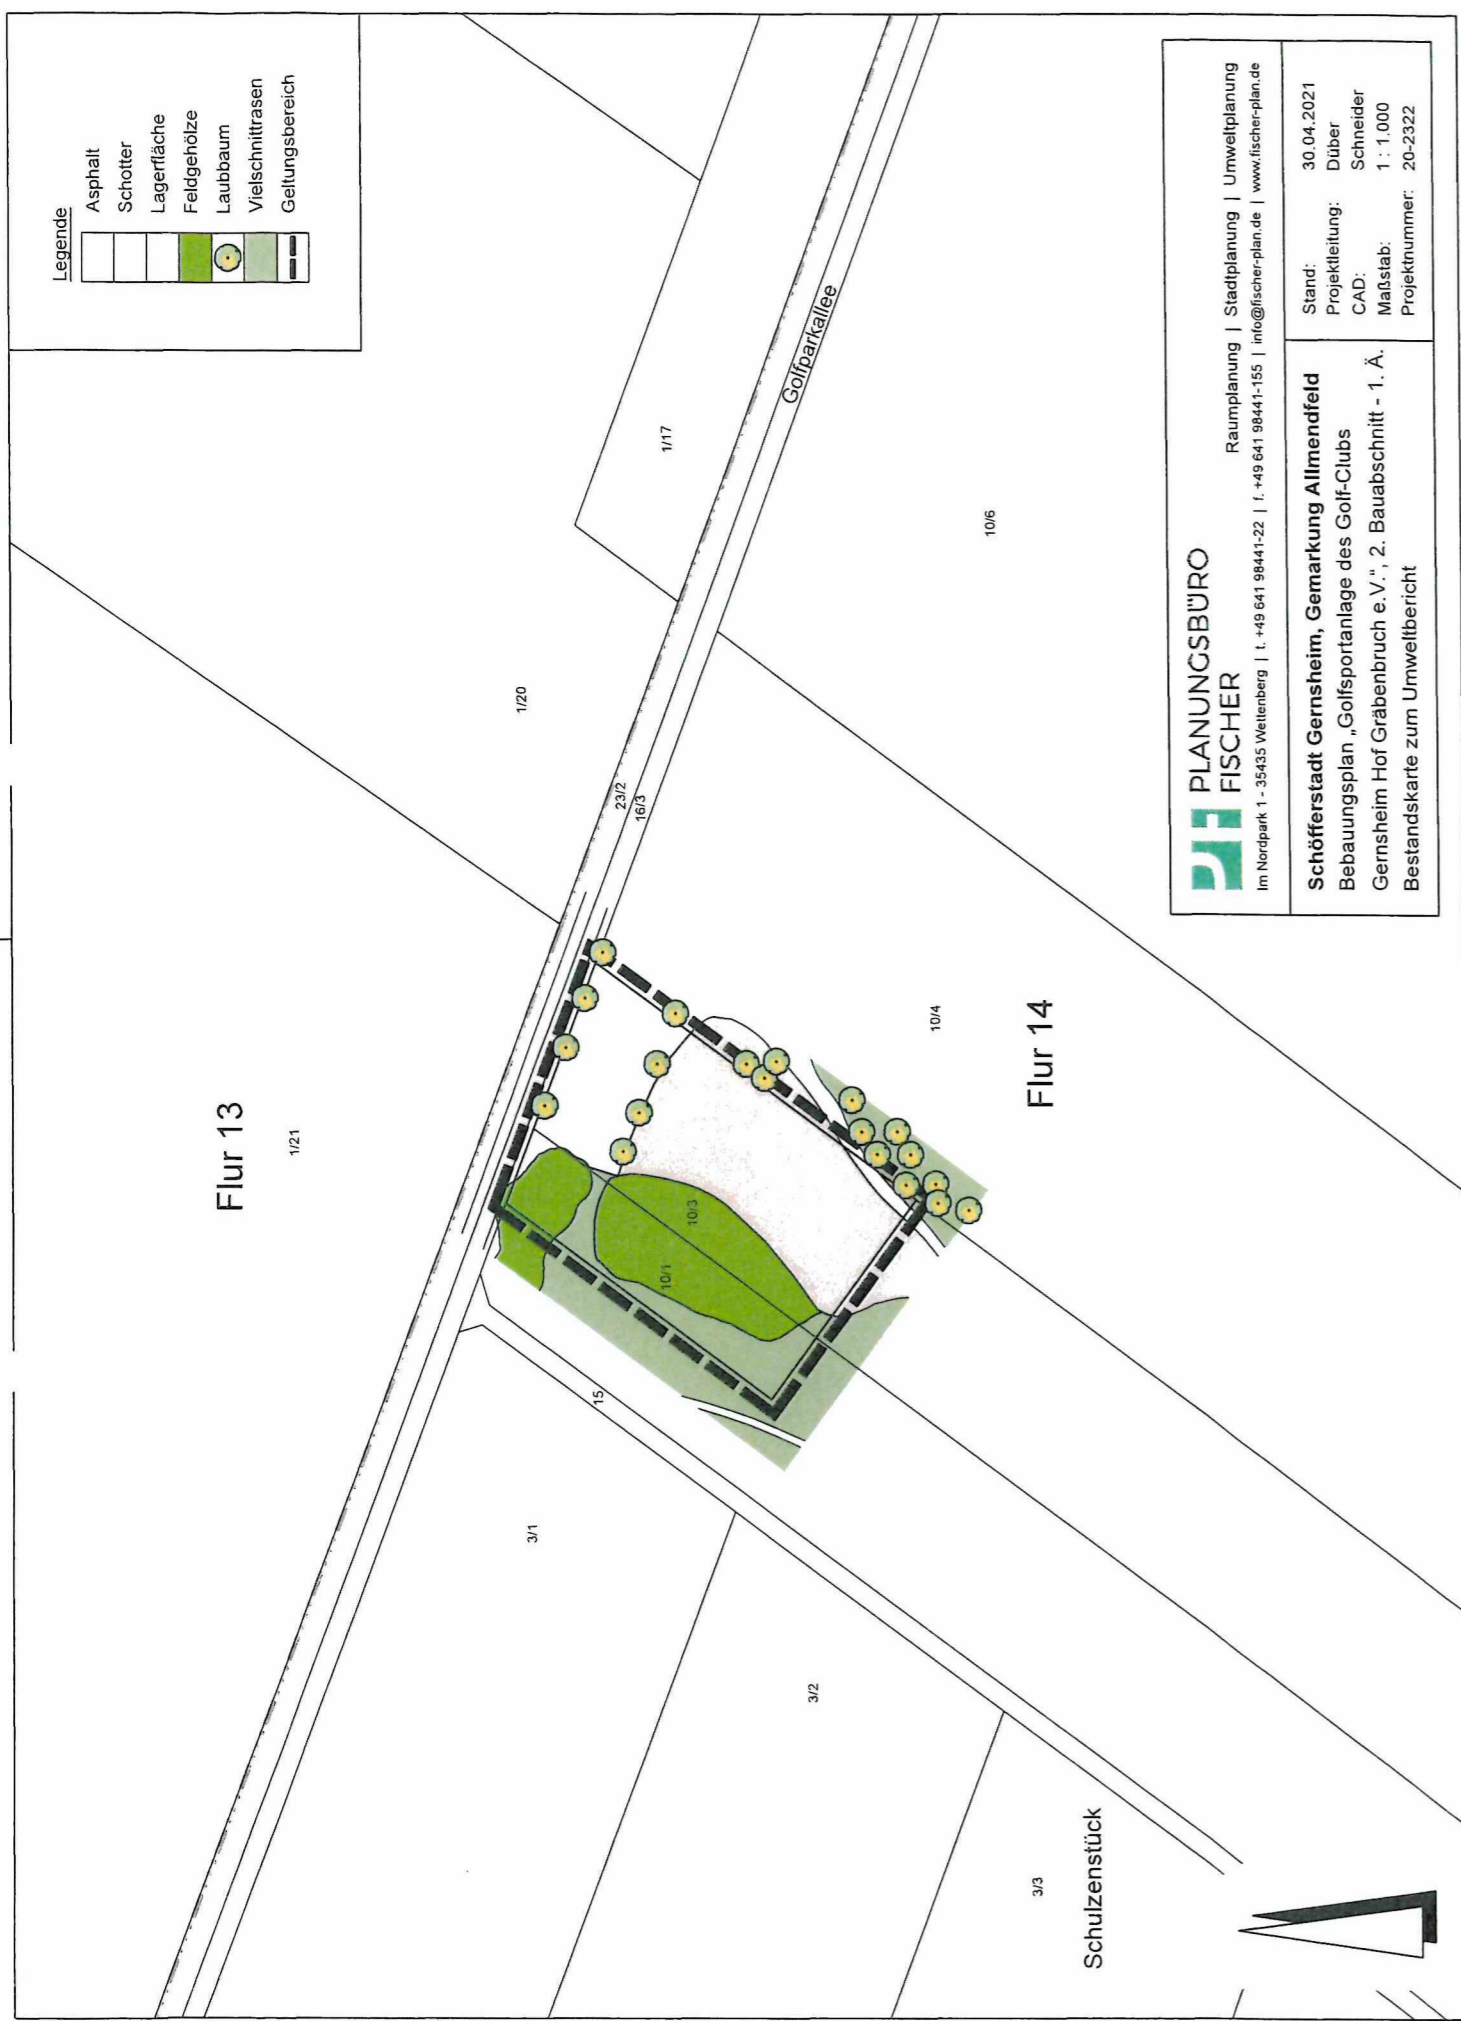 Legende
Asphalt
Schotter
Lagerfläche
Feldgehölze
Laubbaum
Vielschnittrasen
Geltungsbereich
Flur 13
1/21
1/20
1/17
Golfparkallee
23/2
16/3
10/6
3/1
15
10/1
10/3
10/4
Flur 14
3/2
3/3
Schulzenstück
PLANUNGSBÜRO
FISCHER
Raumplanung | Stadtplanung | Umweltplanung
Im Nordpark 1 - 35435 Wettenberg | t. +49 641 98441-22 | f. +49 641 98441-155 | info@fischer-plan.de | www.fischer-plan.de
Schöfferstadt Gernsheim, Gemarkung Allmendfeld
Bebauungsplan „Golfsportanlage des Golf-Clubs
Gernsheim Hof Gräbenbruch e.V.", 2. Bauabschnitt - 1. Ä.
Bestandskarte zum Umweltbericht
Stand: 30.04.2021
Projektleitung: Düber
CAD: Schneider
Maßstab: 1 : 1.000
Projektnummer: 20-2322